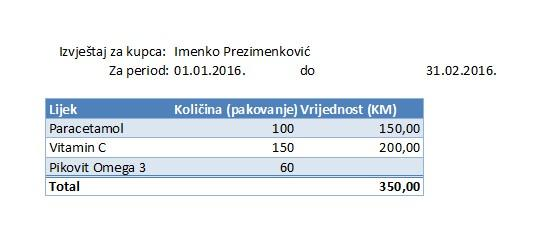 Izvještaj za kupca: Imenko Prezimenković
Za period: 01.01.2016. do 31.02.2016.
Lijek Količina (pakovanje) Vrijednost (KM)
Paracetamol 100 150,00
Vitamin C 150 200,00
Pikovit Omega 3 60
Total 350,00